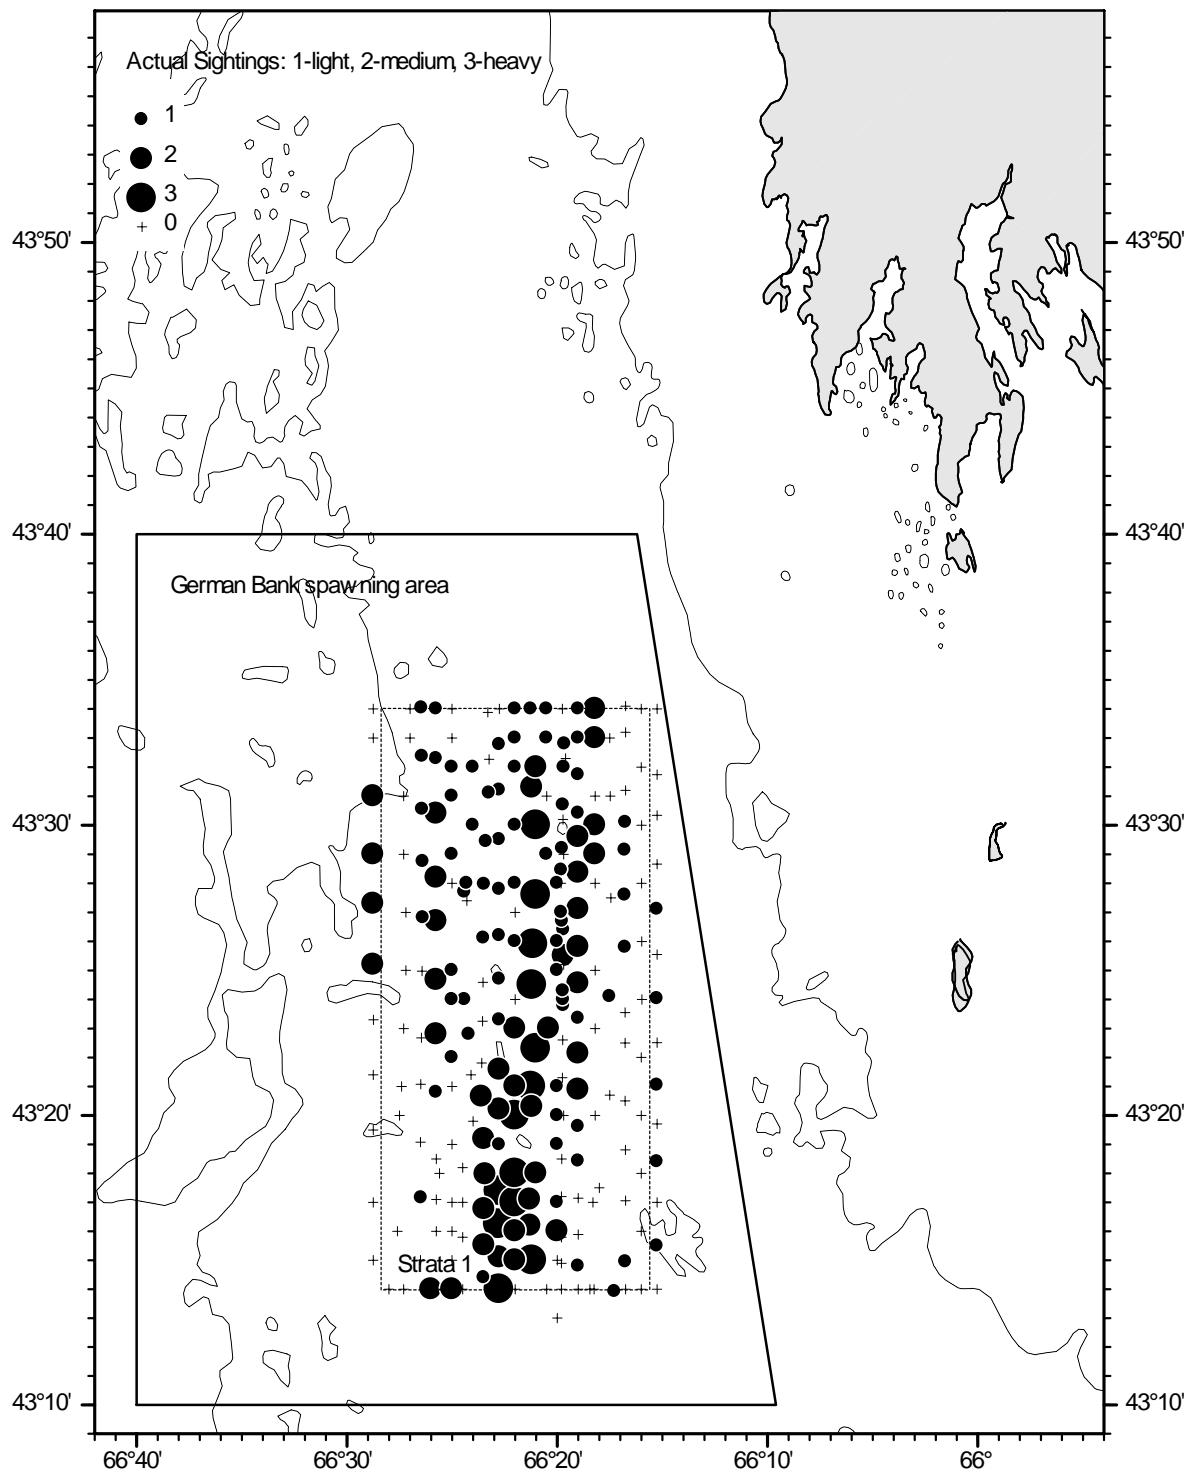 Actual Sightings: 1-light, 2-medium, 3-heavy
1
2
3
0
43°50' 43°50'
43°40' 43°40'
German Bank spawning area
43°30' 43°30'
43°20' 43°20'
Strata 1
43°10' 43°10'
66°40' 66°30' 66°20' 66°10' 66°